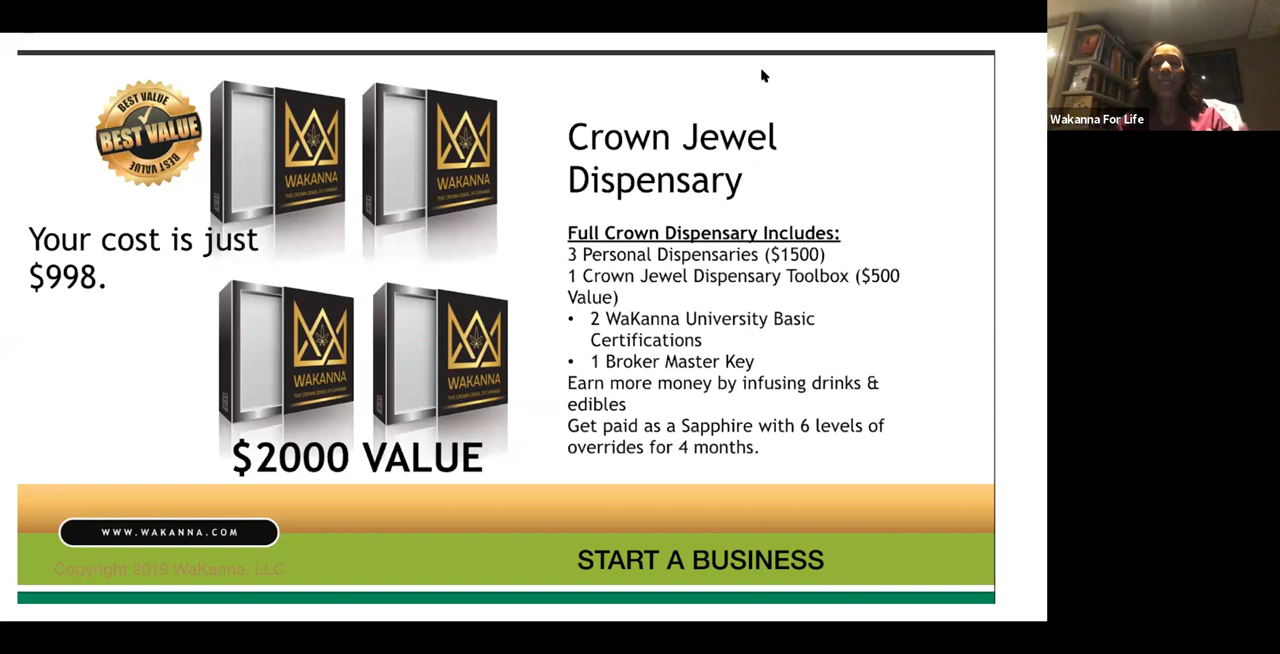 BEST VALUE
BEST VALUE
BEST VALUE
WAKANNA
THE CROWN JEWEL OF CANNABIS
WAKANNA
THE CROWN JEWEL OF CANNABIS
Your cost is just
$998.
WAKANNA
THE CROWN JEWEL OF CANNABIS
WAKANNA
THE CROWN JEWEL OF CANNABIS
$2000 VALUE
Crown Jewel
Dispensary
Full Crown Dispensary Includes:
3 Personal Dispensaries ($1500)
1 Crown Jewel Dispensary Toolbox ($500
Value)
• 2 WaKanna University Basic
Certifications
• 1 Broker Master Key
Earn more money by infusing drinks &
edibles
Get paid as a Sapphire with 6 levels of
overrides for 4 months.
WWW.WAKANNA.COM
Copyright 2019 WaKanna, LLC
START A BUSINESS
Wakanna For Life